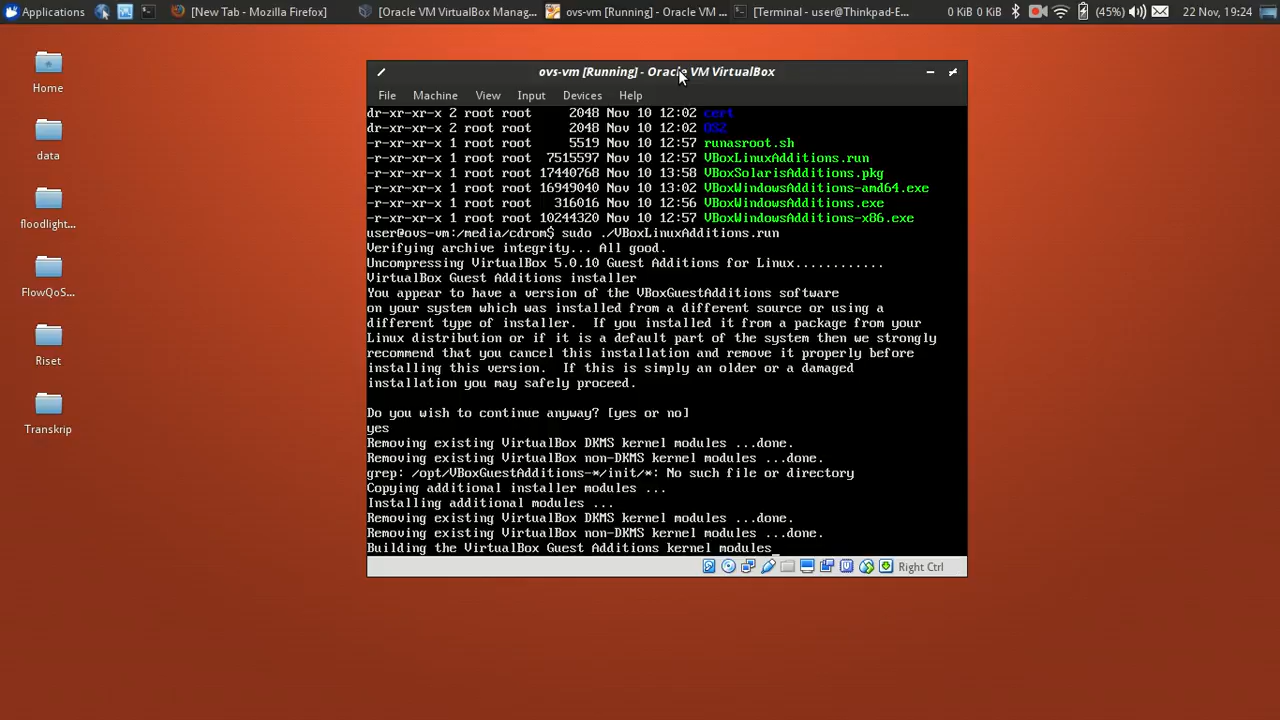 Applications [New Tab - Mozilla Firefox] [Oracle VM VirtualBox Manag... ovs-vm [Running] - Oracle VM ... [Terminal - user@Thinkpad-E... 0 KiB 0 KiB (45%) 22 Nov, 19:24
Home
data
floodlight...
FlowQoS...
Riset
Transkrip
ovs-vm [Running] - Oracle VM VirtualBox
File Machine View Input Devices Help
dr-xr-xr-x 2 root root 2048 Nov 10 12:02 cert
dr-xr-xr-x 2 root root 2048 Nov 10 12:02 OS2
-r-xr-xr-x 1 root root 5519 Nov 10 12:57 runasroot.sh
-r-xr-xr-x 1 root root 7515597 Nov 10 12:57 VBoxLinuxAdditions.run
-r-xr-xr-x 1 root root 17440768 Nov 10 13:58 VBoxSolarisAdditions.pkg
-r-xr-xr-x 1 root root 16949040 Nov 10 13:02 VBoxWindowsAdditions-amd64.exe
-r-xr-xr-x 1 root root 316016 Nov 10 12:56 VBoxWindowsAdditions.exe
-r-xr-xr-x 1 root root 10244320 Nov 10 12:57 VBoxWindowsAdditions-x86.exe
user@ovs-vm:/media/cdrom$ sudo ./VBoxLinuxAdditions.run
Verifying archive integrity... All good.
Uncompressing VirtualBox 5.0.10 Guest Additions for Linux............
VirtualBox Guest Additions installer
You appear to have a version of the VBoxGuestAdditions software
on your system which was installed from a different source or using a
different type of installer. If you installed it from a package from your
Linux distribution or if it is a default part of the system then we strongly
recommend that you cancel this installation and remove it properly before
installing this version. If this is simply an older or a damaged
installation you may safely proceed.
Do you wish to continue anyway? [yes or no]
yes
Removing existing VirtualBox DKMS kernel modules ...done.
Removing existing VirtualBox non-DKMS kernel modules ...done.
grep: /opt/VBoxGuestAdditions-*/init/*: No such file or directory
Copying additional installer modules ...
Installing additional modules ...
Removing existing VirtualBox DKMS kernel modules ...done.
Removing existing VirtualBox non-DKMS kernel modules ...done.
Building the VirtualBox Guest Additions kernel modules_
Right Ctrl